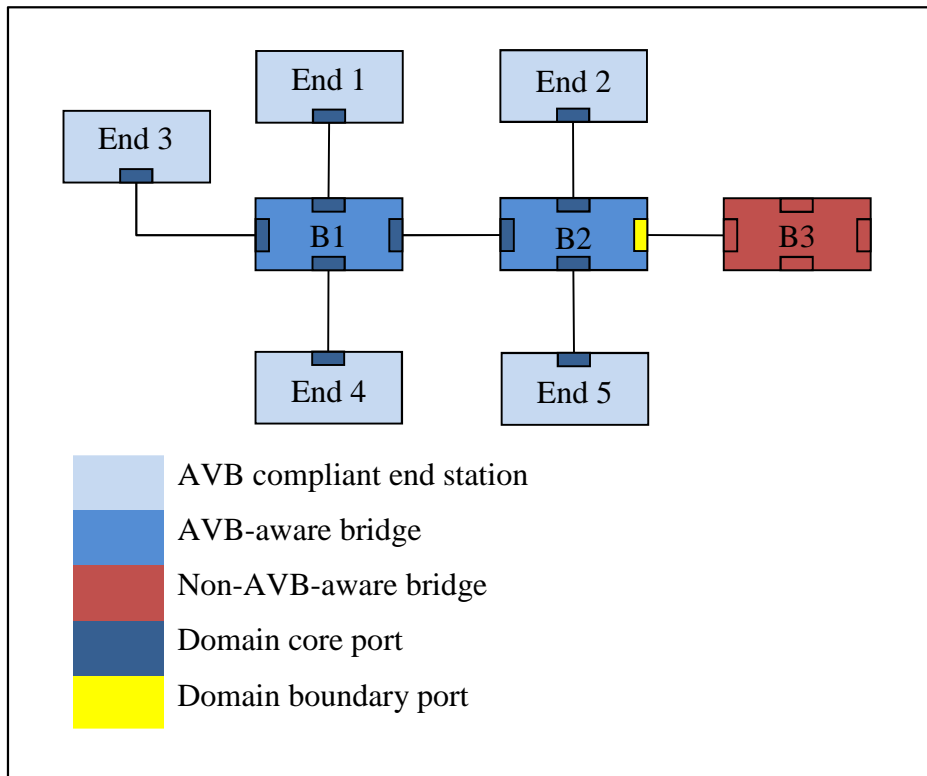 End 1
End 2
End 3
B1
B2
B3
End 4
End 5
AVB compliant end station
AVB-aware bridge
Non-AVB-aware bridge
Domain core port
Domain boundary port